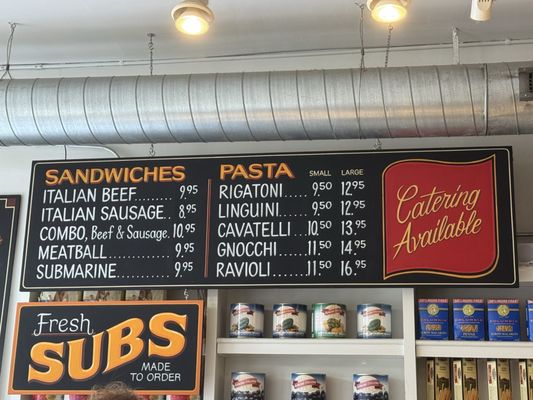 SANDWICHES
ITALIAN BEEF......... 9.95
ITALIAN SAUSAGE.. 8.95
COMBO, Beef & Sausage. 10.95
MEATBALL............. 9.95
SUBMARINE........... 9.95
PASTA SMALL LARGE
RIGATONI...... 9.50 12.95
LINGUINI....... 9.50 12.95
CAVATELLI.. 10.50 13.95
GNOCCHI..... 11.50 14.95
RAVIOLI....... 11.50 16.95
Catering
Available
Fresh
SUBS
MADE
TO ORDER